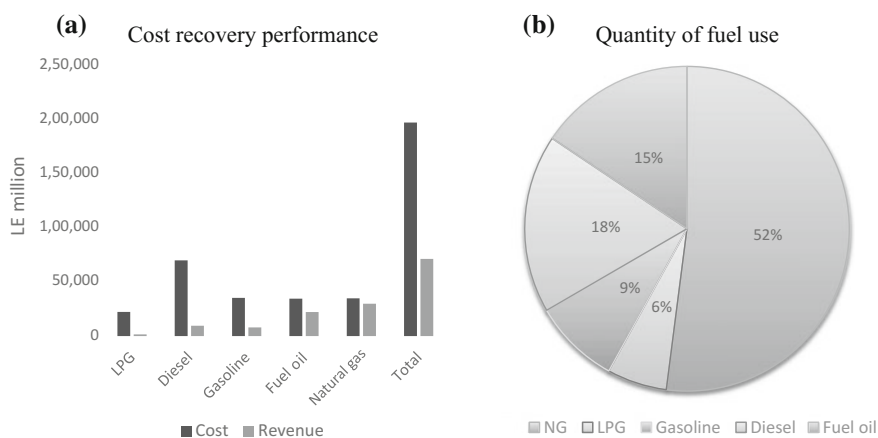 (a)
Cost recovery performance
2,50,000
2,00,000
1,50,000
1,00,000
50,000
0
LE million
LPG
Diesel
Gasoline
Fuel oil
Natural gas
Total
Cost Revenue
(b)
Quantity of fuel use
15%
18%
52%
9%
6%
NG LPG Gasoline Diesel Fuel oil